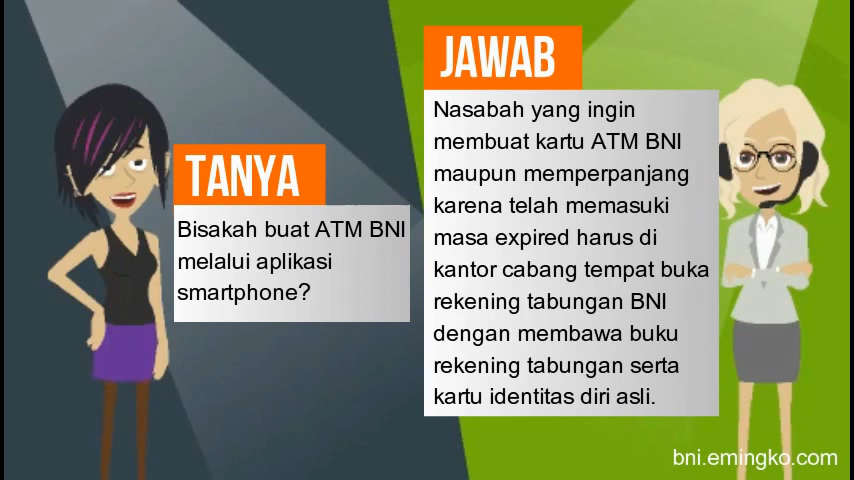 TANYA
Bisakah buat ATM BNI
melalui aplikasi
smartphone?
JAWAB
Nasabah yang ingin
membuat kartu ATM BNI
maupun memperpanjang
karena telah memasuki
masa expired harus di
kantor cabang tempat buka
rekening tabungan BNI
dengan membawa buku
rekening tabungan serta
kartu identitas diri asli.
bni.emingko.com